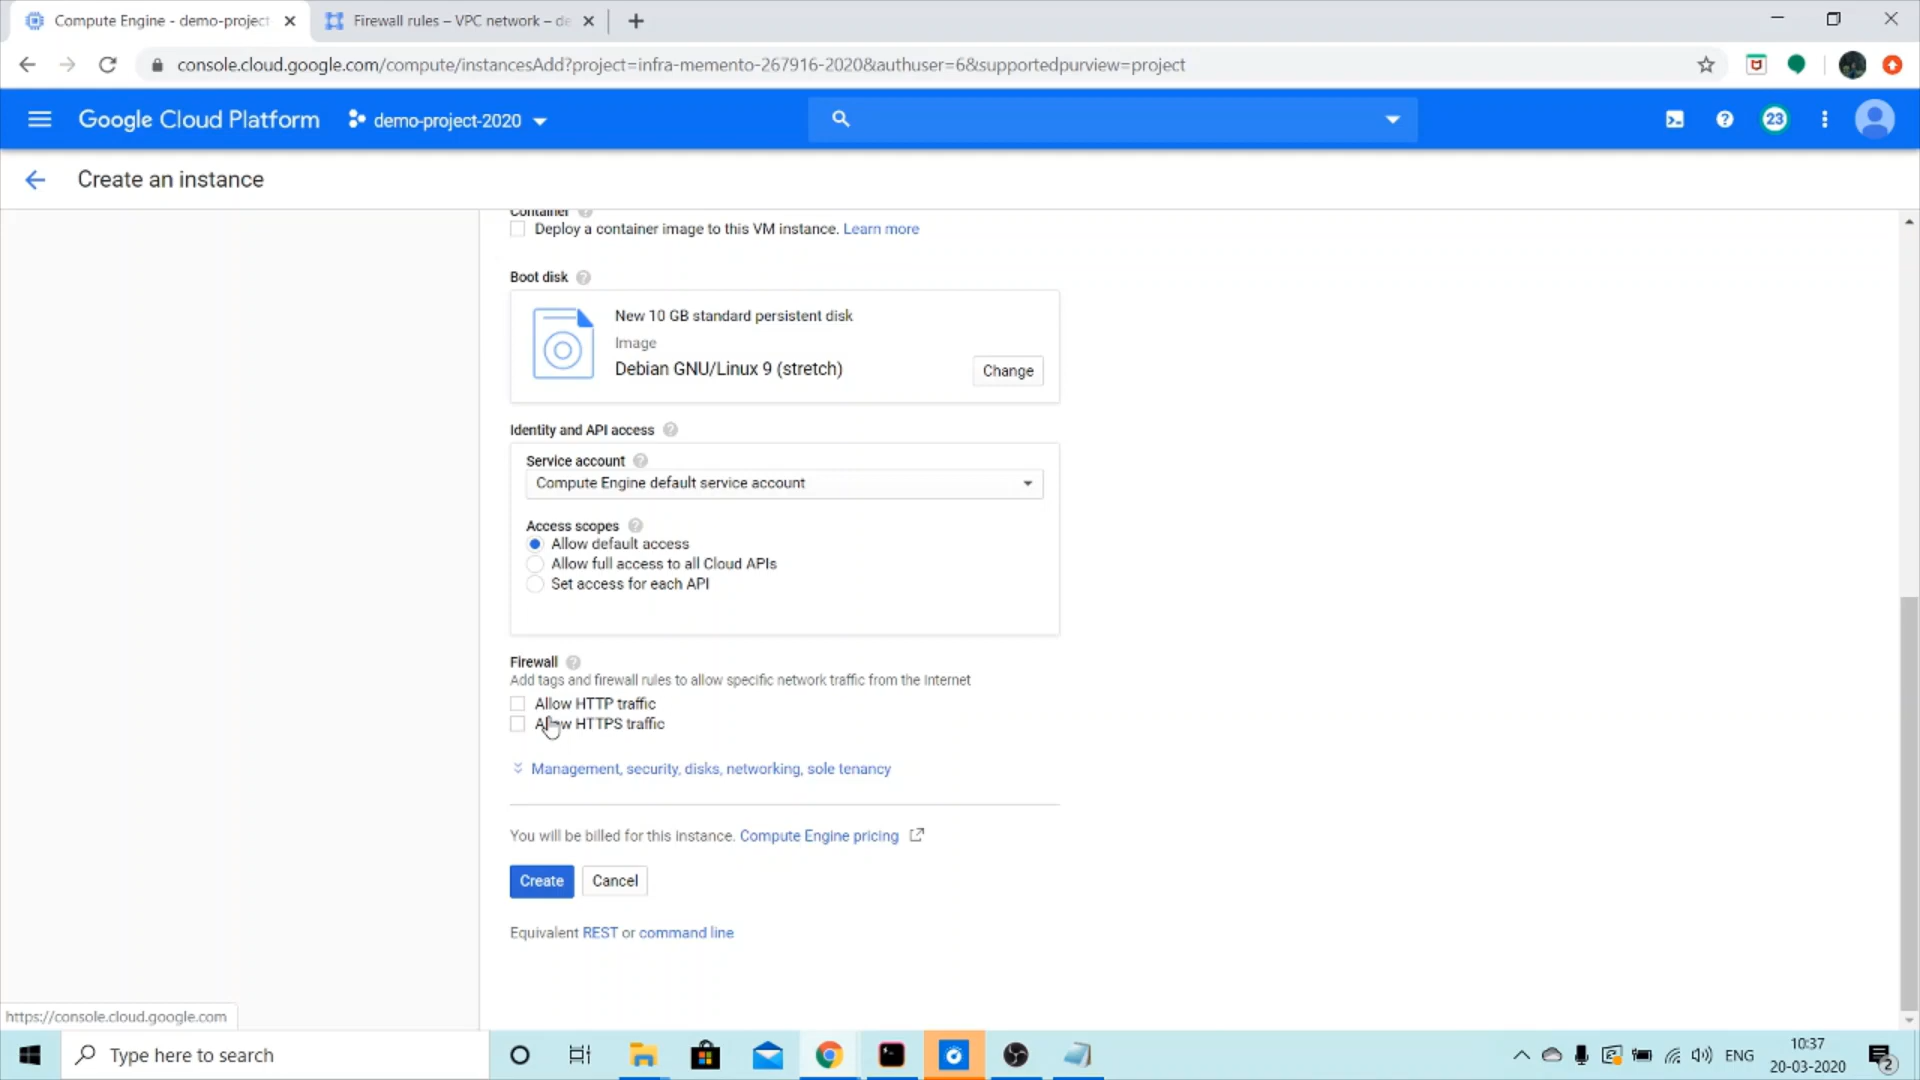 Compute Engine - demo-project
Firewall rules – VPC network – de
console.cloud.google.com/compute/instancesAdd?project=infra-memento-267916-2020&authuser=6&supportedpurview=project
Google Cloud Platform
demo-project-2020
23
Create an instance
Container
Deploy a container image to this VM instance. Learn more
Boot disk
New 10 GB standard persistent disk
Image
Debian GNU/Linux 9 (stretch)
Change
Identity and API access
Service account
Compute Engine default service account
Access scopes
Allow default access
Allow full access to all Cloud APIs
Set access for each API
Firewall
Add tags and firewall rules to allow specific network traffic from the Internet
Allow HTTP traffic
Allow HTTPS traffic
Management, security, disks, networking, sole tenancy
You will be billed for this instance. Compute Engine pricing
Create
Cancel
Equivalent REST or command line
https://console.cloud.google.com
Type here to search
ENG
10:37
20-03-2020
2